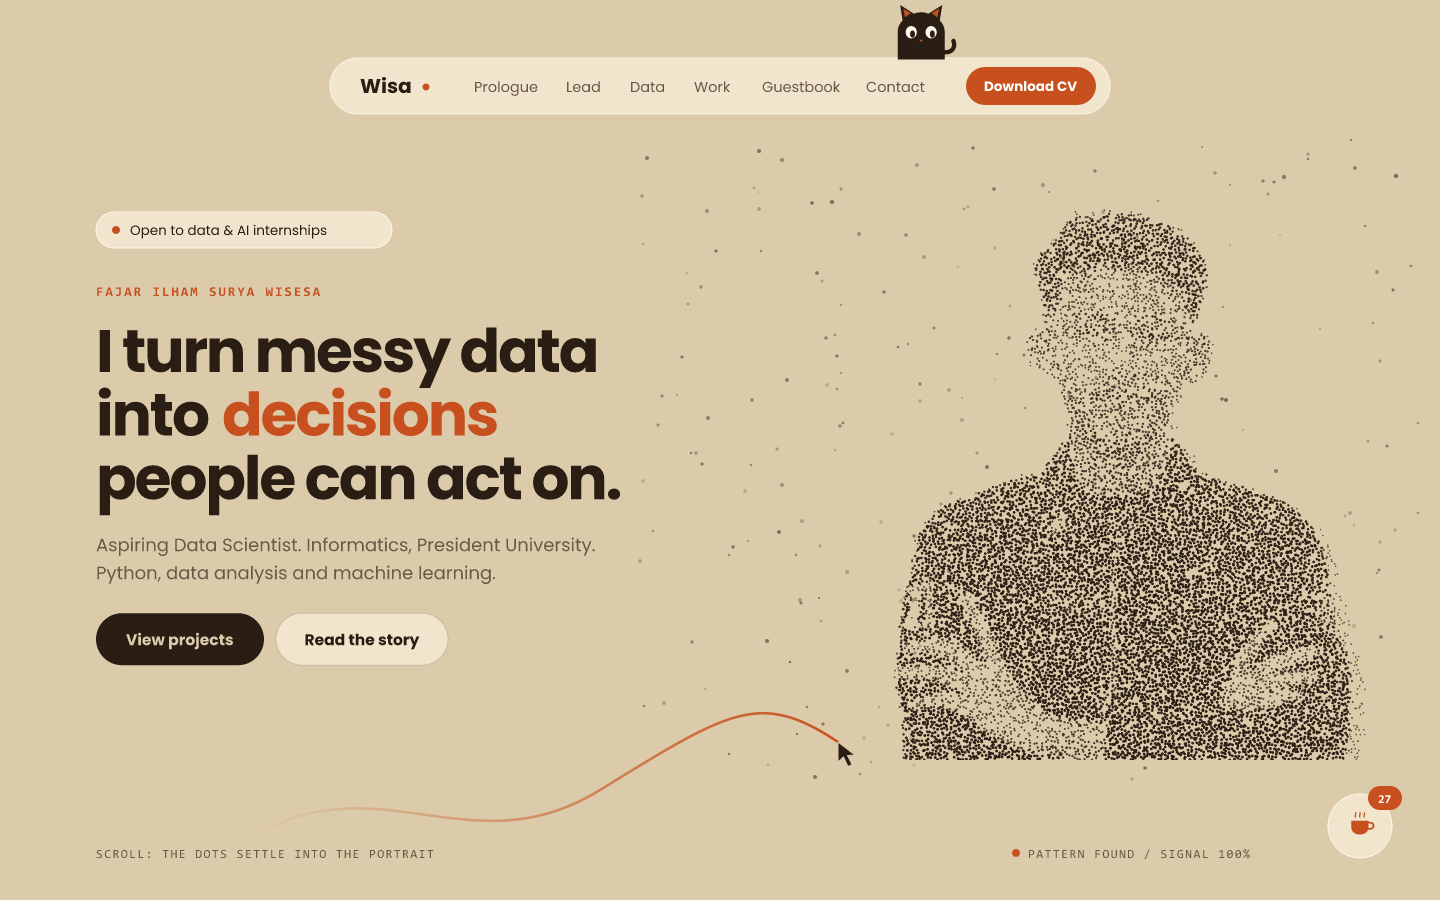 Wisa
Prologue
Lead
Data
Work
Guestbook
Contact
Download CV
Open to data & AI internships
FAJAR ILHAM SURYA WISESA
I turn messy data
into decisions
people can act on.
Aspiring Data Scientist. Informatics, President University.
Python, data analysis and machine learning.
View projects
Read the story
27
SCROLL: THE DOTS SETTLE INTO THE PORTRAIT
PATTERN FOUND / SIGNAL 100%